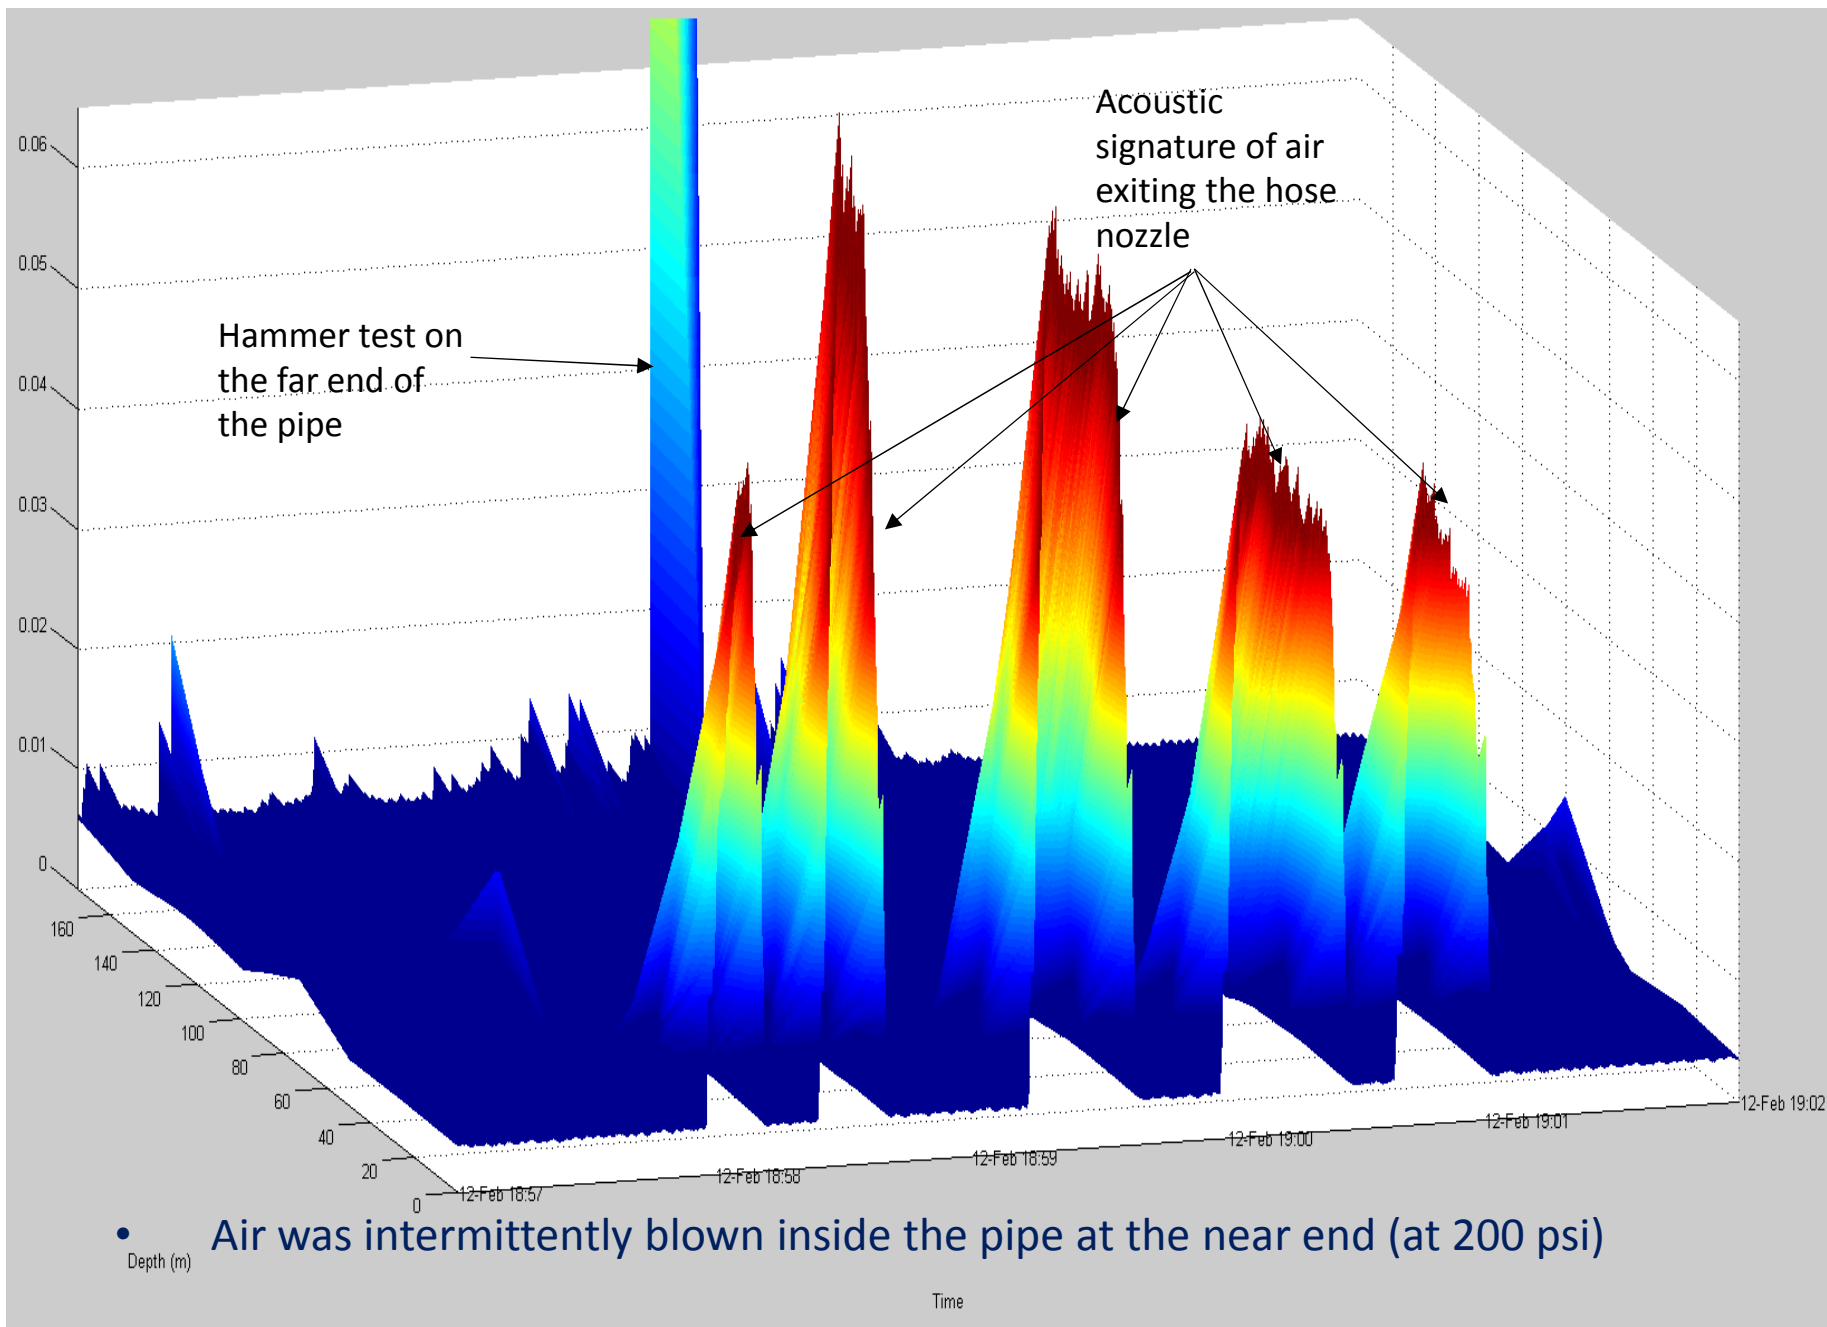 Acoustic
signature of air
exiting the hose
nozzle
Hammer test on
the far end of
the pipe
0.06
0.05
0.04
0.03
0.02
0.01
0
160
140
120
100
80
60
40
20
0
12-Feb 18:57
12-Feb 18:58
12-Feb 18:59
12-Feb 19:00
12-Feb 19:01
12-Feb 19:02
• Air was intermittently blown inside the pipe at the near end (at 200 psi)
Depth (m)
Time